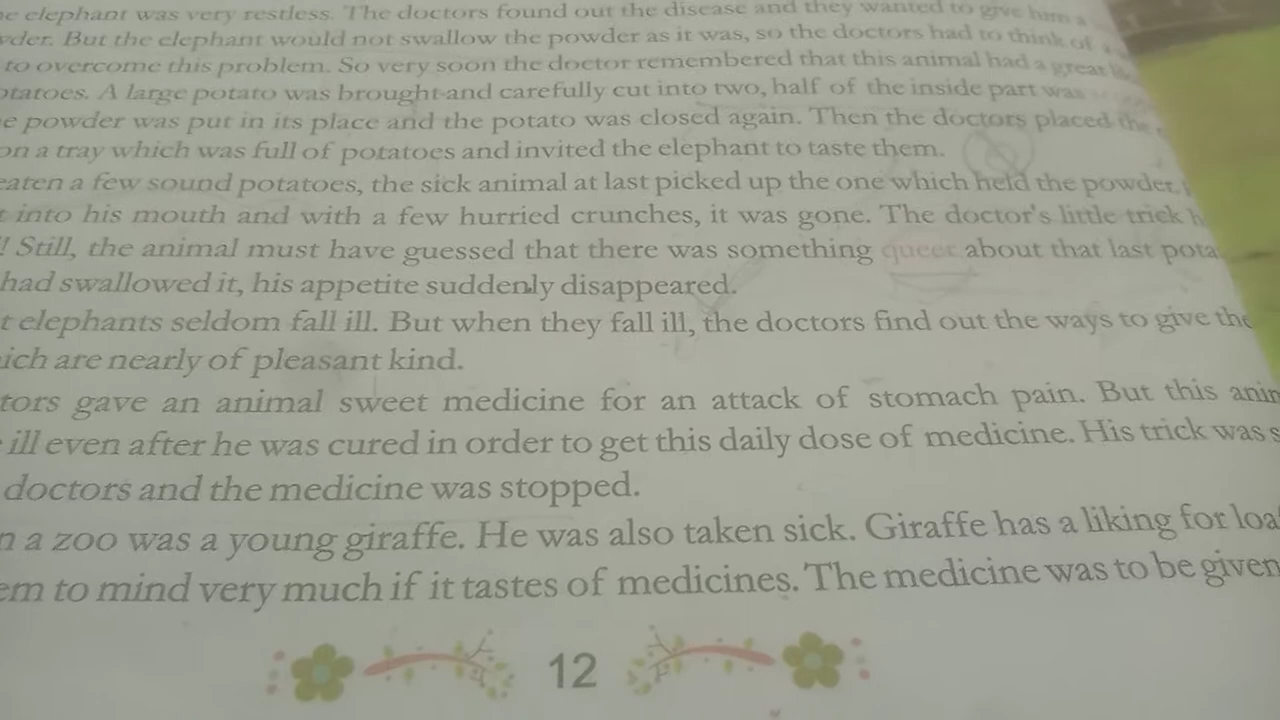 elephant was very restless. The doctors found out the disease and they wanted to give him a
But the elephant would not swallow the powder as it was, so the doctors had to think of
to overcome this problem. So very soon the doctor remembered that this animal had a great
A large potato was brought and carefully cut into two, half of the inside part was
powder was put in its place and the potato was closed again. Then the doctors placed the
on a tray which was full of potatoes and invited the elephant to taste them.
eaten a few sound potatoes, the sick animal at last picked up the one which held the powder,
into his mouth and with a few hurried crunches, it was gone. The doctor's little trick
! Still, the animal must have guessed that there was something queer about that last
had swallowed it, his appetite suddenly disappeared.
elephants seldom fall ill. But when they fall ill, the doctors find out the ways to give
are nearly of pleasant kind.
gave an animal sweet medicine for an attack of stomach pain. But this
ill even after he was cured in order to get this daily dose of medicine. His trick was
doctors and the medicine was stopped.
a zoo was a young giraffe. He was also taken sick. Giraffe has a liking for
to mind very much if it tastes of medicines. The medicine was to be given
12